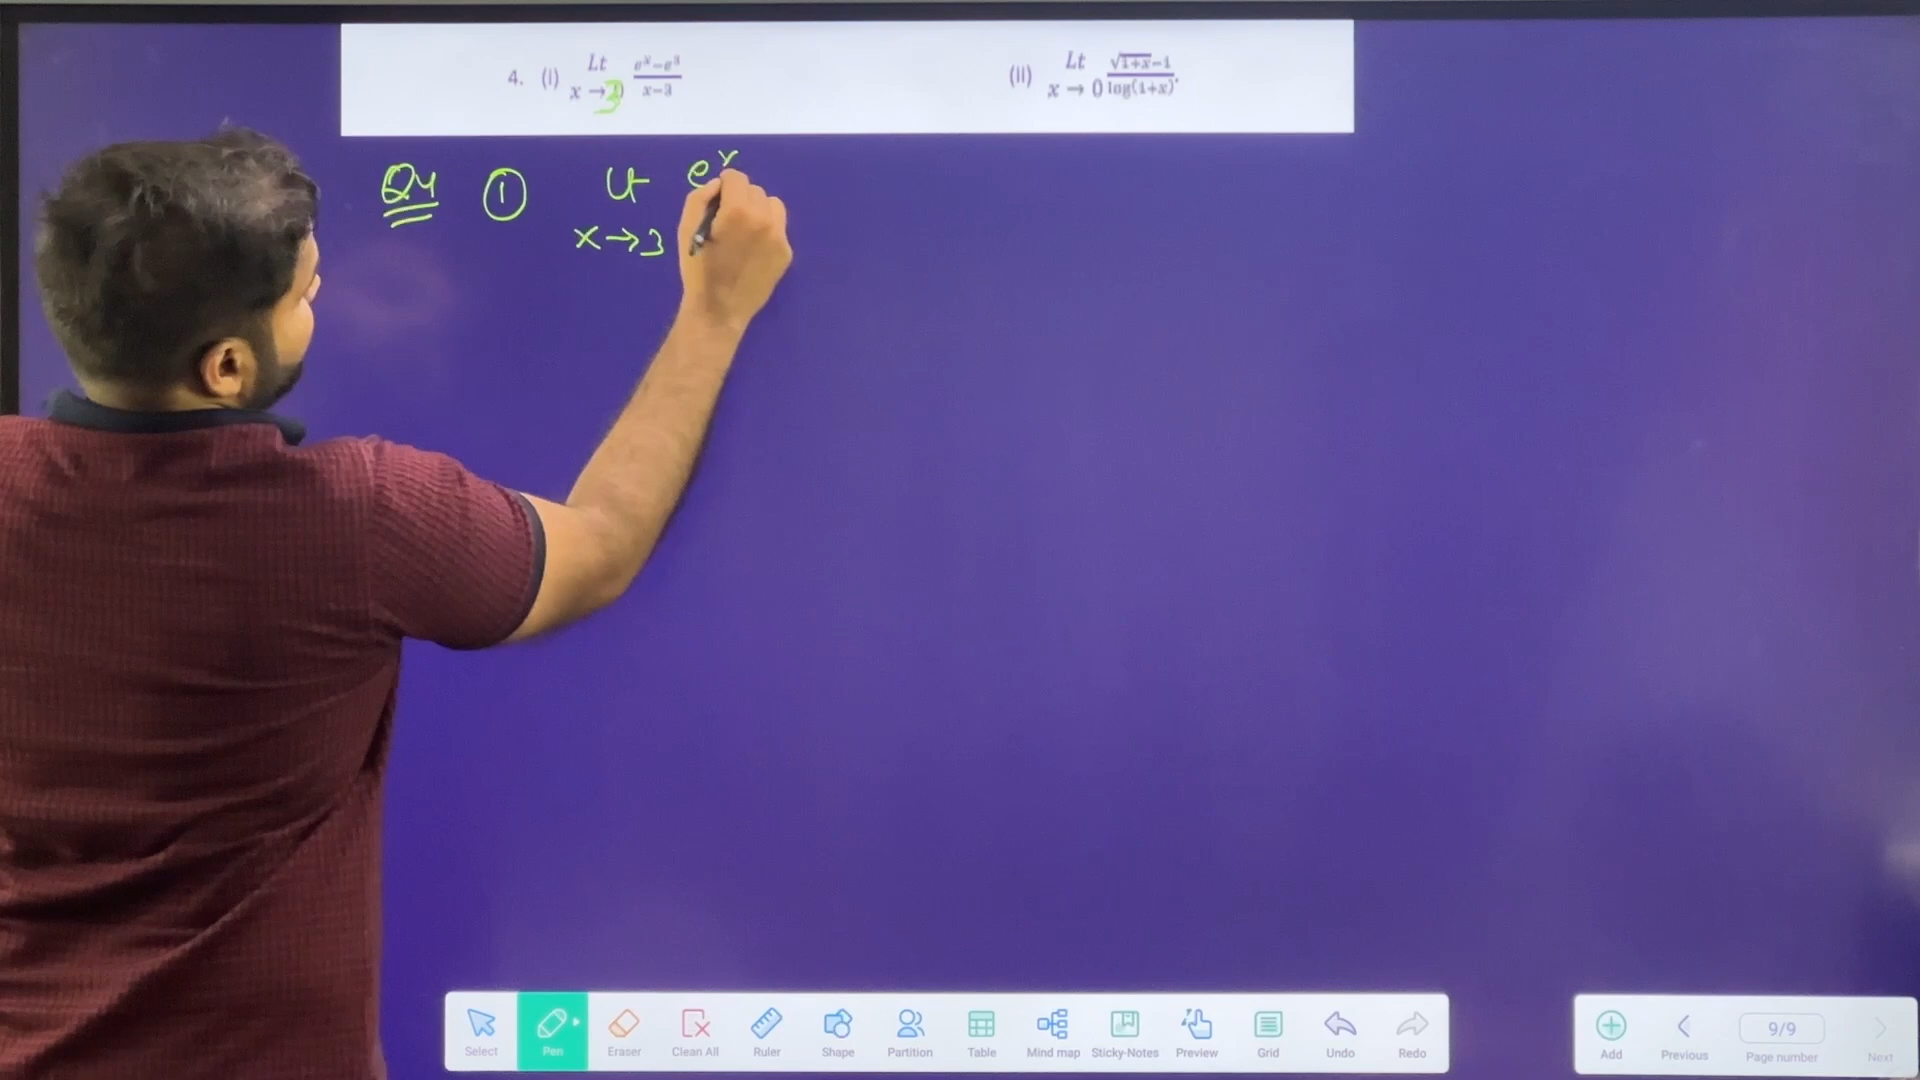 4. (i) Lt x → 3 e^x−e^3 / x−3
(ii) Lt x → 0 √1+x−1 / log(1+x).
Q4 ① Lt e^x
x→3
Select Pen Eraser Clean All Ruler Shape Partition Table Mind map Sticky-Notes Preview Grid Undo Redo
Add Previous 9/9 Page number Next